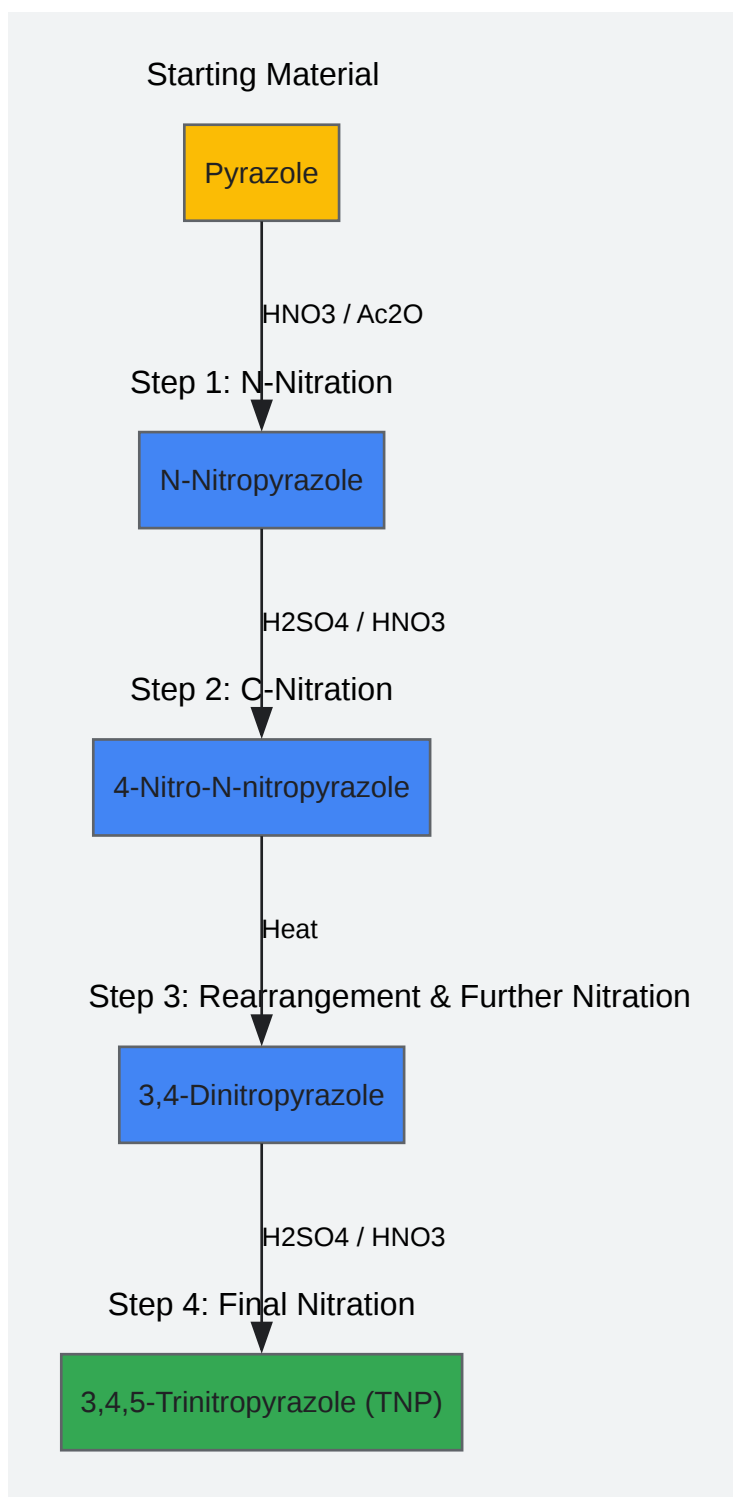 Starting Material
Pyrazole
HNO3 / Ac2O
Step 1: N-Nitration
N-Nitropyrazole
H2SO4 / HNO3
Step 2: C-Nitration
4-Nitro-N-nitropyrazole
Heat
Step 3: Rearrangement & Further Nitration
3,4-Dinitropyrazole
H2SO4 / HNO3
Step 4: Final Nitration
3,4,5-Trinitropyrazole (TNP)